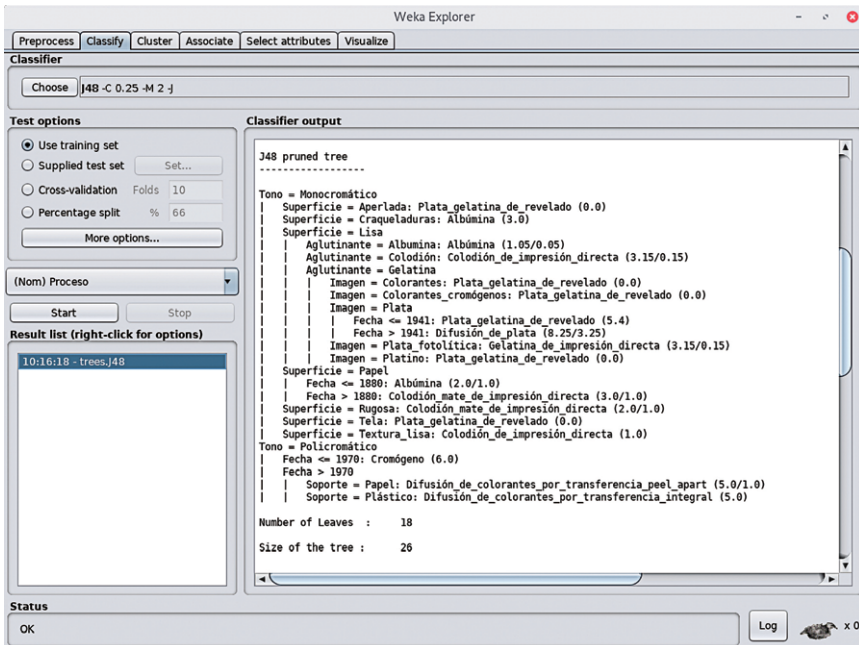 Weka Explorer
Preprocess Classify Cluster Associate Select attributes Visualize
Classifier
Choose J48 -C 0.25 -M 2 -J
Test options
Use training set
Supplied test set Set...
Cross-validation Folds 10
Percentage split % 66
More options...
(Nom) Proceso
Start Stop
Result list (right-click for options)
10:16:18 - trees.J48
Classifier output
J48 pruned tree
------------------
Tono = Monocromático
|   Superficie = Aperlada: Plata_gelatina_de_revelado (0.0)
|   Superficie = Craqueladuras: Albúmina (3.0)
|   Superficie = Lisa
|   |   Aglutinante = Albumina: Albúmina (1.05/0.05)
|   |   Aglutinante = Colodión: Colodión_de_impresión_directa (3.15/0.15)
|   |   Aglutinante = Gelatina
|   |   |   Imagen = Colorantes: Plata_gelatina_de_revelado (0.0)
|   |   |   Imagen = Colorantes_cromógenos: Plata_gelatina_de_revelado (0.0)
|   |   |   Imagen = Plata
|   |   |   |   Fecha <= 1941: Plata_gelatina_de_revelado (5.4)
|   |   |   |   Fecha > 1941: Difusión_de_plata (8.25/3.25)
|   |   |   Imagen = Plata_fotolítica: Gelatina_de_impresión_directa (3.15/0.15)
|   |   |   Imagen = Platino: Plata_gelatina_de_revelado (0.0)
|   Superficie = Papel
|   |   Fecha <= 1880: Albúmina (2.0/1.0)
|   |   Fecha > 1880: Colodión_mate_de_impresión_directa (3.0/1.0)
|   Superficie = Rugosa: Colodión_mate_de_impresión_directa (2.0/1.0)
|   Superficie = Tela: Plata_gelatina_de_revelado (0.0)
|   Superficie = Textura_lisa: Colodión_de_impresión_directa (1.0)
Tono = Policromático
|   Fecha <= 1970: Cromógeno (6.0)
|   Fecha > 1970
|   |   Soporte = Papel: Difusión_de_colorantes_por_transferencia_peel_apart (5.0/1.0)
|   |   Soporte = Plástico: Difusión_de_colorantes_por_transferencia_integral (5.0)
Number of Leaves : 18
Size of the tree : 26
Status
OK
Log
x 0